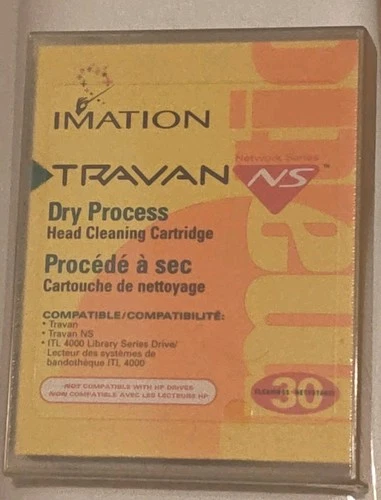 IMATION
Network Series
TRAVAN NS™
Dry Process
Head Cleaning Cartridge
Procédé à sec
Cartouche de nettoyage
COMPATIBLE/COMPATIBILITÉ:
• Travan
• Travan NS
• ITL 4000 Library Series Drive/
Lecteur des systèmes de
bandothèque ITL 4000
NOT COMPATIBLE WITH HP DRIVES
NON COMPATIBLE AVEC LES LECTEURS HP
30